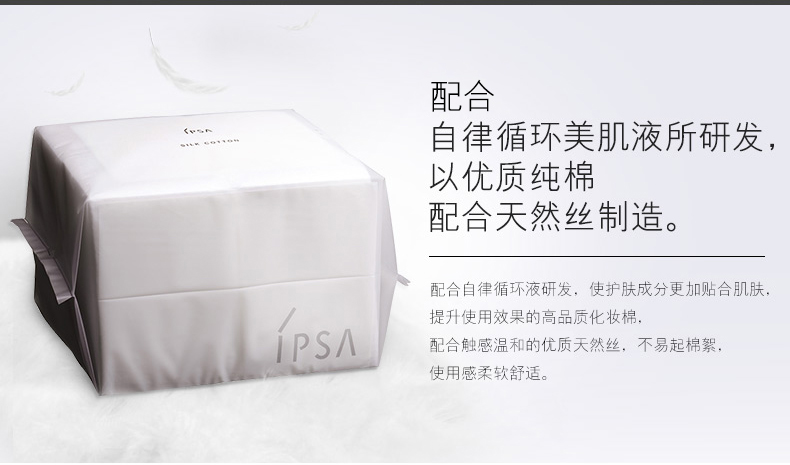 iPSA
SILK COTTON
iPSA
配合
自律循环美肌液所研发，
以优质纯棉
配合天然丝制造。
配合自律循环液研发，使护肤成分更加贴合肌肤，
提升使用效果的高品质化妆棉，
配合触感温和的优质天然丝，不易起棉絮，
使用感柔软舒适。